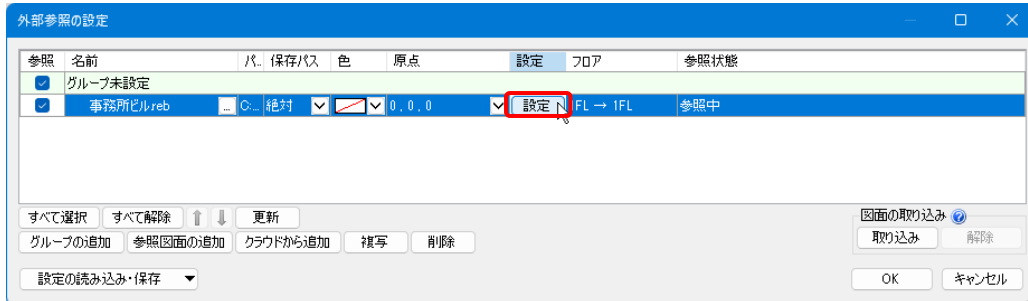 外部参照の設定
参照 名前 パ.. 保存パス 色 原点 設定 フロア 参照状態
グループ未設定
事務所ビル.reb ... C:... 絶対 0, 0, 0 設定 1FL → 1FL 参照中
すべて選択 すべて解除 ⬆ ⬇ 更新
グループの追加 参照図面の追加 クラウドから追加 複写 削除
図面の取り込み ?
取り込み 解除
設定の読み込み・保存 ▼
OK キャンセル